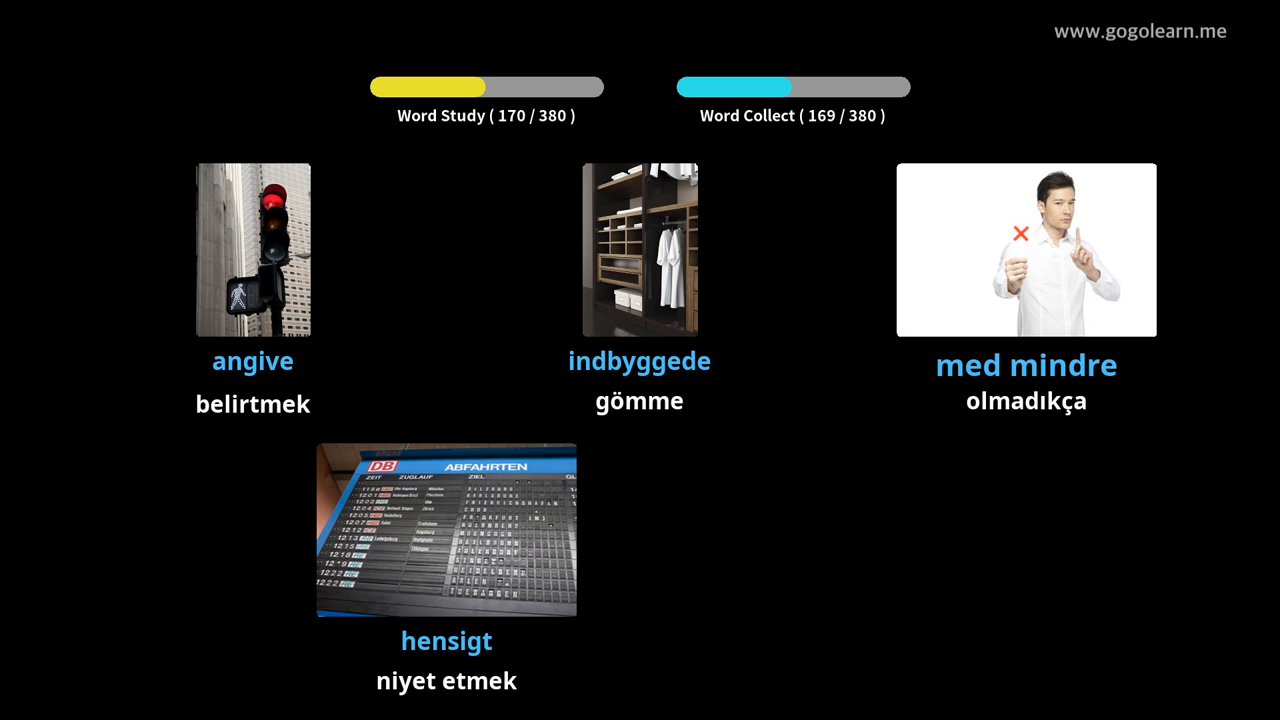 www.gogolearn.me
Word Study ( 170 / 380 )
Word Collect ( 169 / 380 )
angive
belirtmek
indbyggede
gömme
med mindre
olmadıkça
DB ABFAHRTEN
ZEIT ZUGLAUF ZIEL
hensigt
niyet etmek